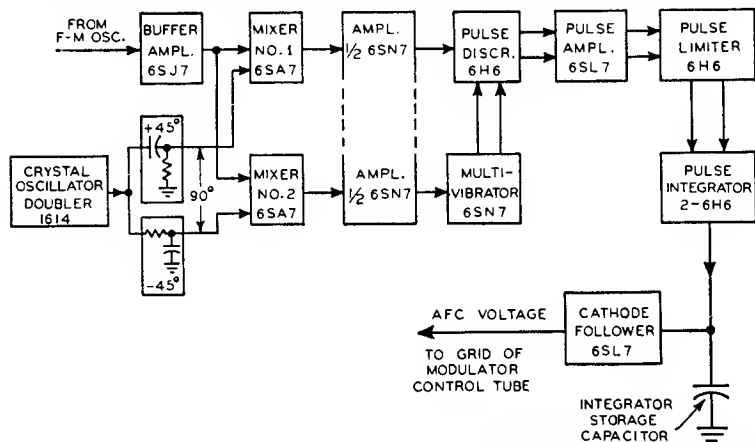 FROM
F-M OSC.
BUFFER
AMPL.
6SJ7
MIXER
NO.1
6SA7
AMPL.
1/2 6SN7
PULSE
DISCR.
6H6
PULSE
AMPL.
6SL7
PULSE
LIMITER
6H6
+45°
CRYSTAL
OSCILLATOR
DOUBLER
1614
90°
-45°
MIXER
NO.2
6SA7
AMPL.
1/2 6SN7
MULTI-
VIBRATOR
6SN7
PULSE
INTEGRATOR
2-6H6
AFC VOLTAGE
TO GRID OF
MODULATOR
CONTROL TUBE
CATHODE
FOLLOWER
6SL7
INTEGRATOR
STORAGE
CAPACITOR